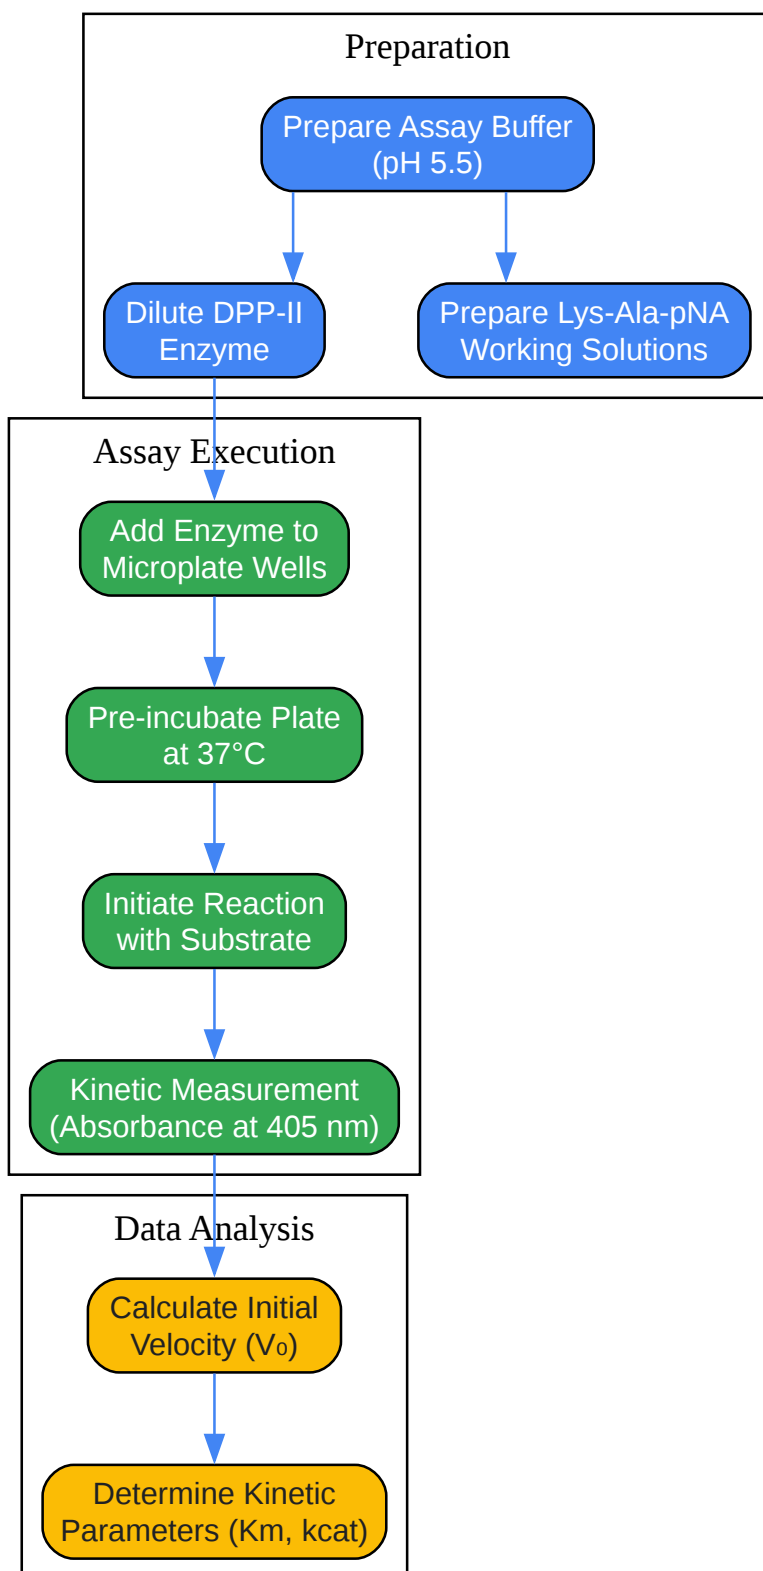 Preparation
Prepare Assay Buffer
(pH 5.5)
Dilute DPP-II
Enzyme
Prepare Lys-Ala-pNA
Working Solutions
Assay Execution
Add Enzyme to
Microplate Wells
Pre-incubate Plate
at 37°C
Initiate Reaction
with Substrate
Kinetic Measurement
(Absorbance at 405 nm)
Data Analysis
Calculate Initial
Velocity (V₀)
Determine Kinetic
Parameters (Km, kcat)